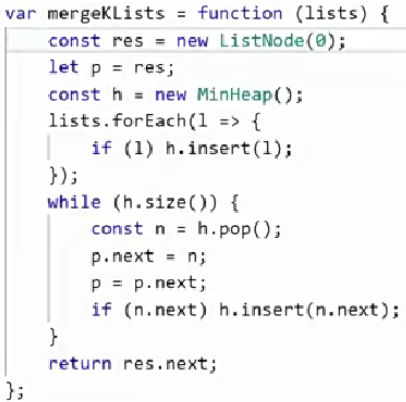 var mergeKLists = function (lists) {
    const res = new ListNode(0);
    let p = res;
    const h = new MinHeap();
    lists.forEach(l => {
        if (l) h.insert(l);
    });
    while (h.size()) {
        const n = h.pop();
        p.next = n;
        p = p.next;
        if (n.next) h.insert(n.next);
    }
    return res.next;
};